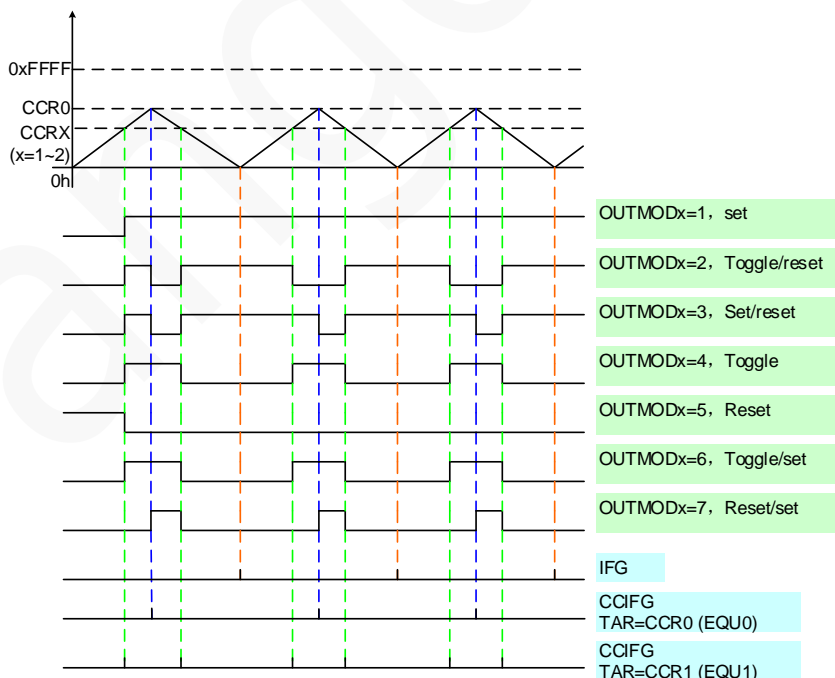 0xFFFF
CCR0
CCRX
(x=1~2)
0h
OUTMODx=1, set
OUTMODx=2, Toggle/reset
OUTMODx=3, Set/reset
OUTMODx=4, Toggle
OUTMODx=5, Reset
OUTMODx=6, Toggle/set
OUTMODx=7, Reset/set
IFG
CCIFG
TAR=CCR0 (EQU0)
CCIFG
TAR=CCR1 (EQU1)